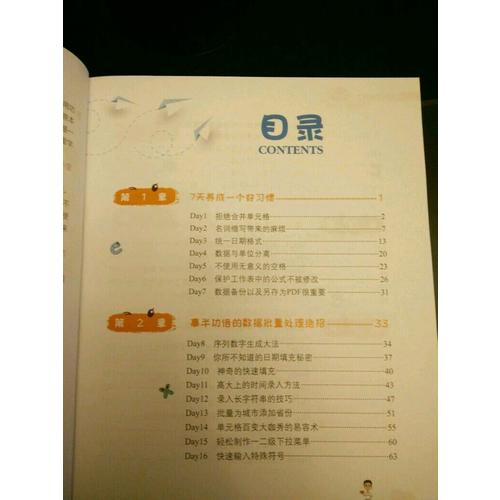 目录
CONTENTS
第 1 章 7天养成一个好习惯 1
Day1 拒绝合并单元格 2
Day2 名词缩写带来的麻烦 7
Day3 统一日期格式 13
Day4 数据与单位分离 20
Day5 不使用无意义的空格 23
Day6 保护工作表中的公式不被修改 26
Day7 数据备份以及另存为PDF很重要 31
第 2 章 事半功倍的数据批量处理绝招 33
Day8 序列数字生成大法 34
Day9 你所不知道的日期填充秘密 37
Day10 神奇的快速填充 40
Day11 高大上的时间录入方法 43
Day12 录入长字符串的技巧 47
Day13 批量为城市添加省份 51
Day14 单元格百变大咖秀的易容术 55
Day15 轻松制作一二级下拉菜单 60
Day16 快速输入特殊符号 63